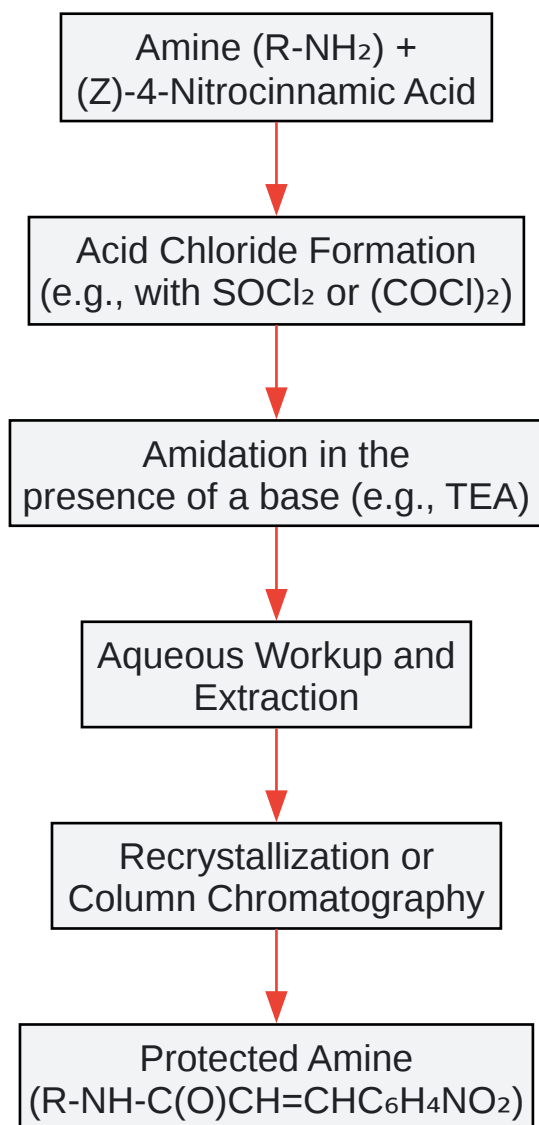 Amine (R-NH₂) +
(Z)-4-Nitrocinnamic Acid
Acid Chloride Formation
(e.g., with SOCl₂ or (COCl)₂)
Amidation in the
presence of a base (e.g., TEA)
Aqueous Workup and
Extraction
Recrystallization or
Column Chromatography
Protected Amine
(R-NH-C(O)CH=CHC₆H₄NO₂)